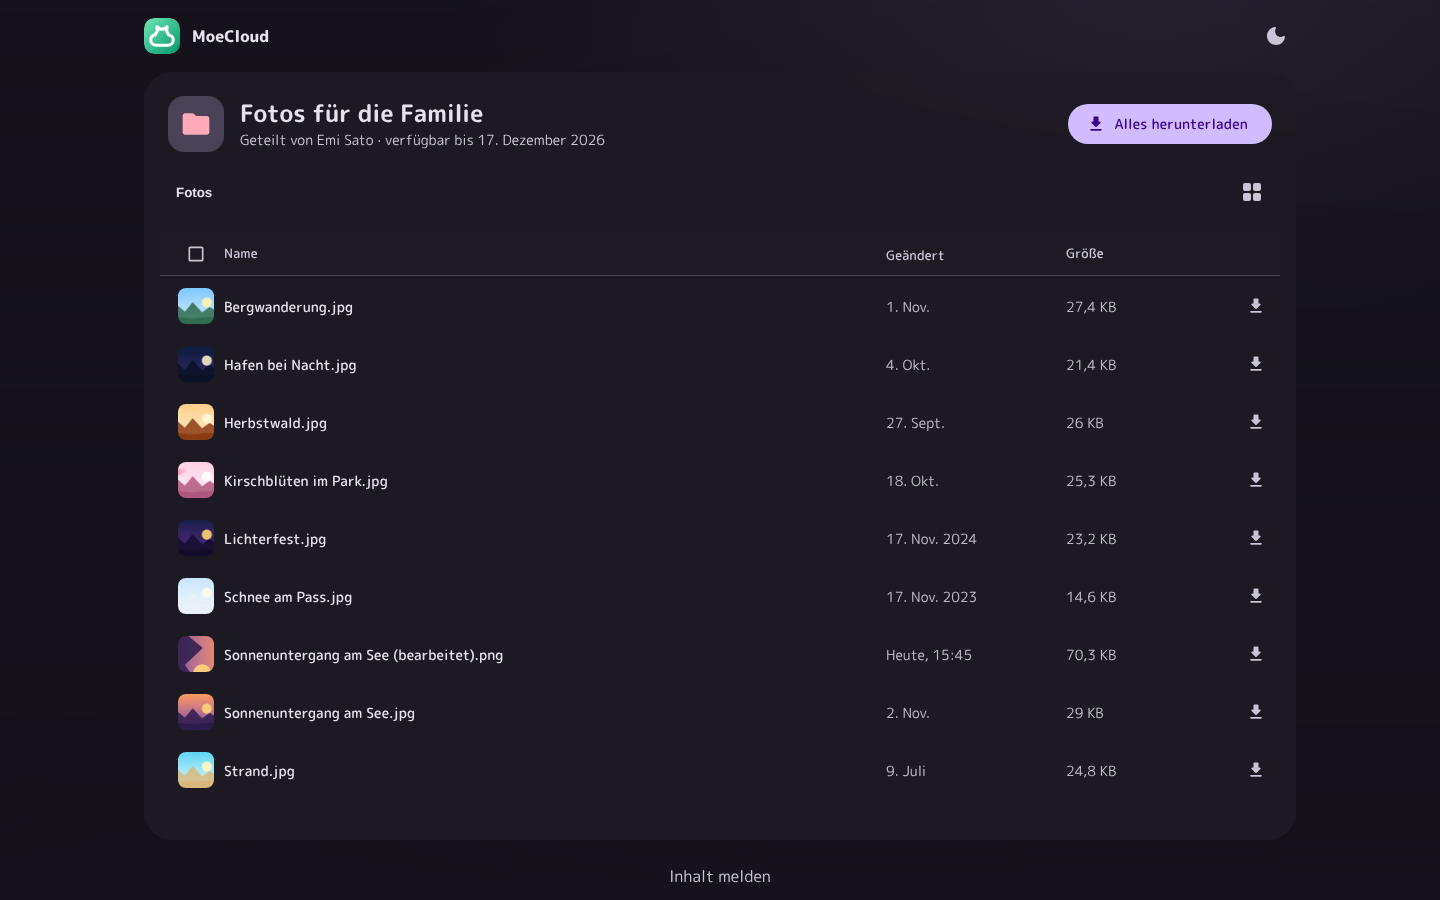 MoeCloud
Fotos für die Familie
Geteilt von Emi Sato · verfügbar bis 17. Dezember 2026
Alles herunterladen
Fotos
Name Geändert Größe
Bergwanderung.jpg 1. Nov. 27,4 KB
Hafen bei Nacht.jpg 4. Okt. 21,4 KB
Herbstwald.jpg 27. Sept. 26 KB
Kirschblüten im Park.jpg 18. Okt. 25,3 KB
Lichterfest.jpg 17. Nov. 2024 23,2 KB
Schnee am Pass.jpg 17. Nov. 2023 14,6 KB
Sonnenuntergang am See (bearbeitet).png Heute, 15:45 70,3 KB
Sonnenuntergang am See.jpg 2. Nov. 29 KB
Strand.jpg 9. Juli 24,8 KB
Inhalt melden